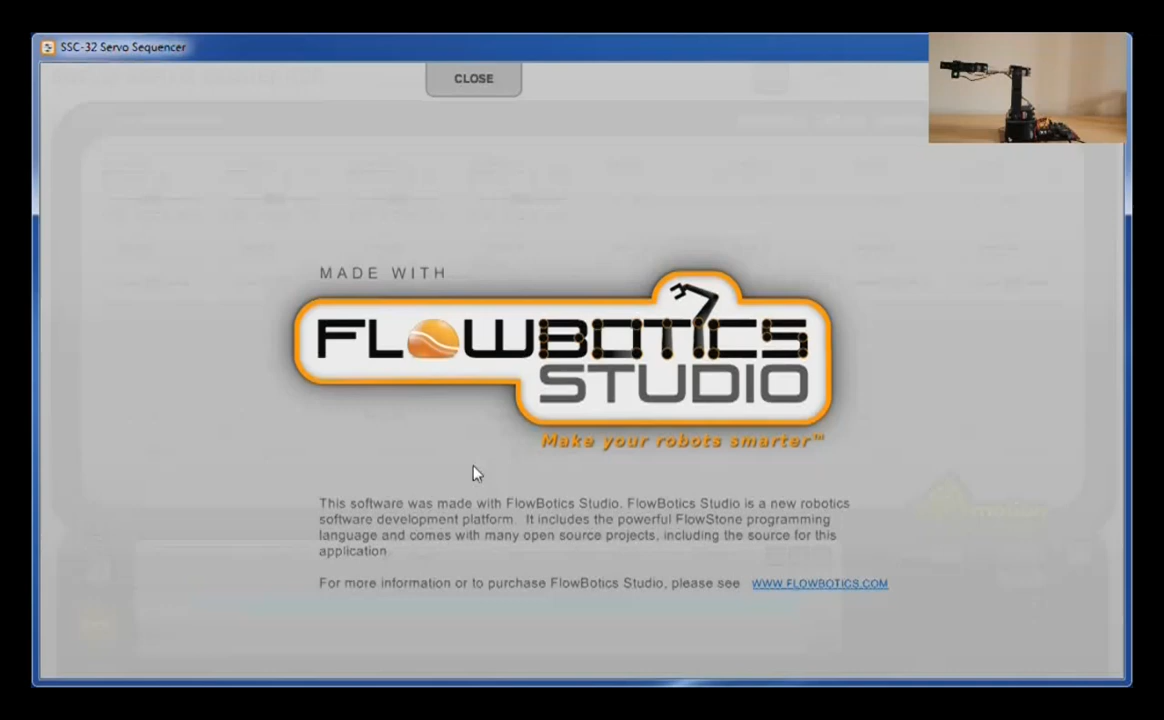 SSC-32 Servo Sequencer
CLOSE
MADE WITH
FLOWBOTICS
STUDIO
Make your robots smarter™
This software was made with FlowBotics Studio. FlowBotics Studio is a new robotics
software development platform. It includes the powerful FlowStone programming
language and comes with many open source projects, including the source for this
application.
For more information or to purchase FlowBotics Studio, please see WWW.FLOWBOTICS.COM